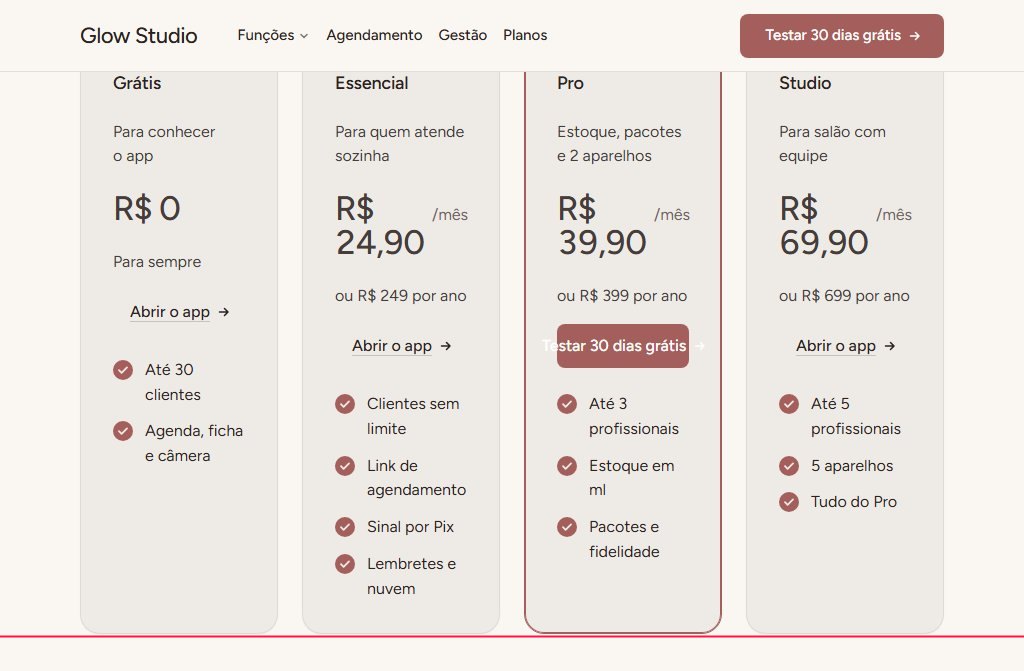 Glow Studio
Funções
Agendamento
Gestão
Planos
Testar 30 dias grátis →
Grátis
Para conhecer
o app
R$ 0
Para sempre
Abrir o app →
Até 30
clientes
Agenda, ficha
e câmera
Essencial
Para quem atende
sozinha
R$
24,90
/mês
ou R$ 249 por ano
Abrir o app →
Clientes sem
limite
Link de
agendamento
Sinal por Pix
Lembretes e
nuvem
Pro
Estoque, pacotes
e 2 aparelhos
R$
39,90
/mês
ou R$ 399 por ano
Testar 30 dias grátis →
Até 3
profissionais
Estoque em
ml
Pacotes e
fidelidade
Studio
Para salão com
equipe
R$
69,90
/mês
ou R$ 699 por ano
Abrir o app →
Até 5
profissionais
5 aparelhos
Tudo do Pro